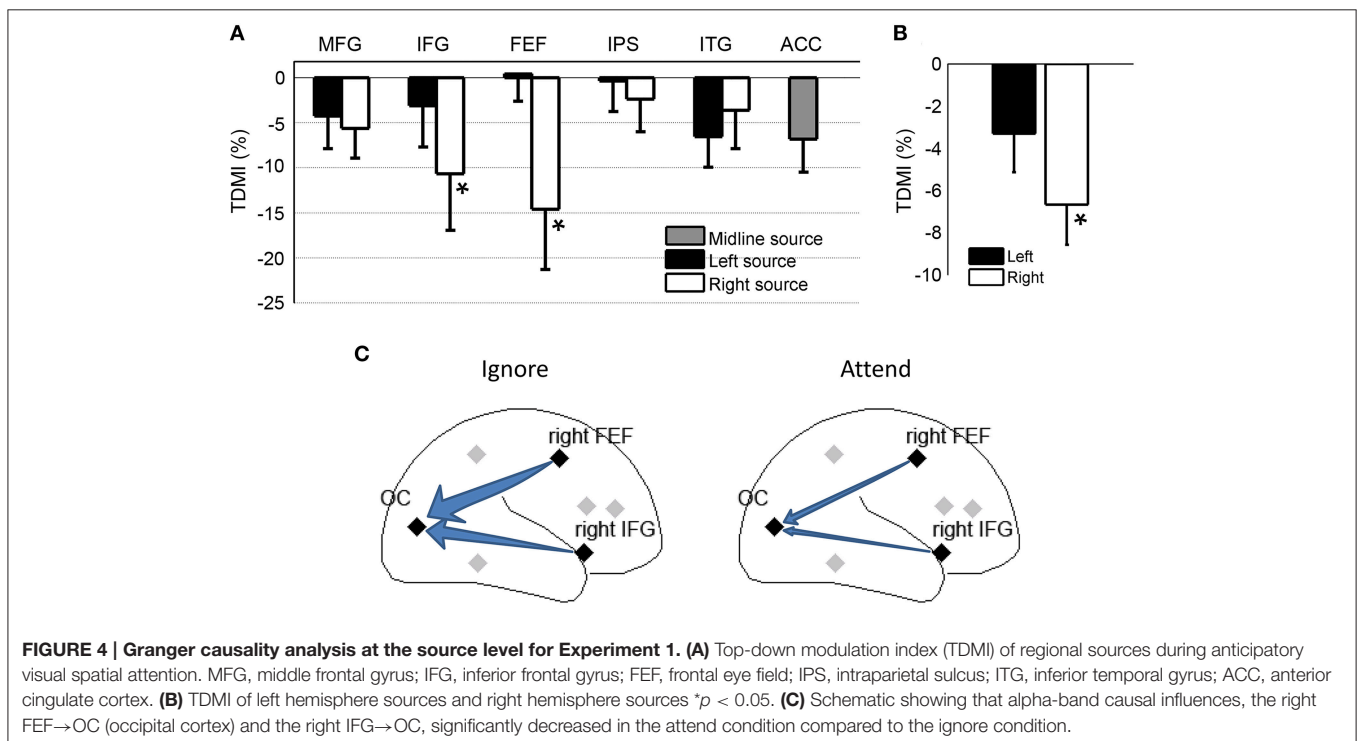 A
MFG IFG FEF IPS ITG ACC
TDMI (%)
0
-5
-10
-15
-20
-25
*
*
Midline source
Left source
Right source
B
TDMI (%)
0
-2
-4
-6
-8
-10
*
Left
Right
C
Ignore
right FEF
OC
right IFG
Attend
right FEF
OC
right IFG
FIGURE 4 | Granger causality analysis at the source level for Experiment 1. (A) Top-down modulation index (TDMI) of regional sources during anticipatory
visual spatial attention. MFG, middle frontal gyrus; IFG, inferior frontal gyrus; FEF, frontal eye field; IPS, intraparietal sulcus; ITG, inferior temporal gyrus; ACC, anterior
cingulate cortex. (B) TDMI of left hemisphere sources and right hemisphere sources *p < 0.05. (C) Schematic showing that alpha-band causal influences, the right
FEF→OC (occipital cortex) and the right IFG→OC, significantly decreased in the attend condition compared to the ignore condition.